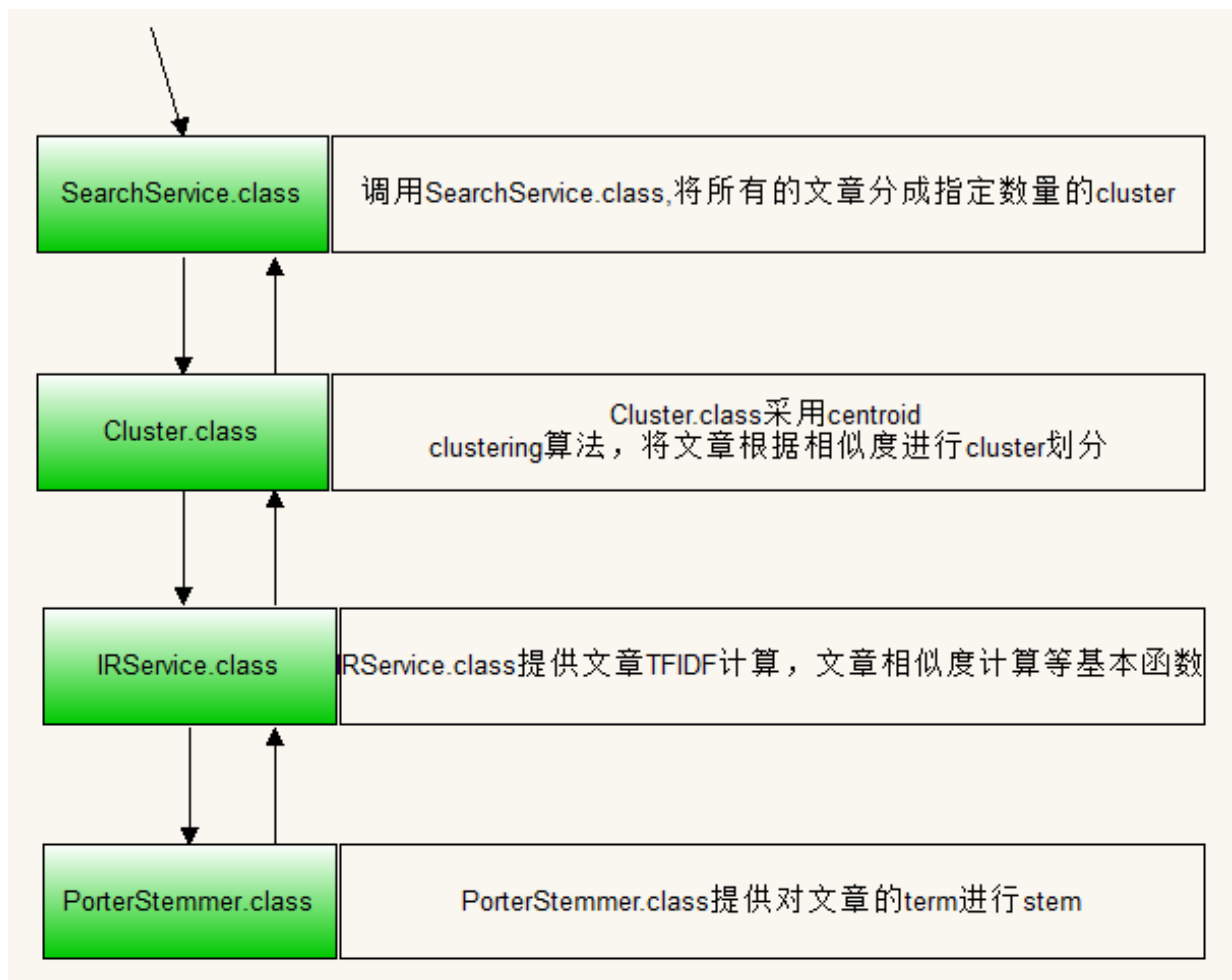 SearchService.class
调用SearchService.class,将所有的文章分成指定数量的cluster
Cluster.class
Cluster.class采用centroid
clustering算法，将文章根据相似度进行cluster划分
IRService.class
IRService.class提供文章TFIDF计算，文章相似度计算等基本函数
PorterStemmer.class
PorterStemmer.class提供对文章的term进行stem